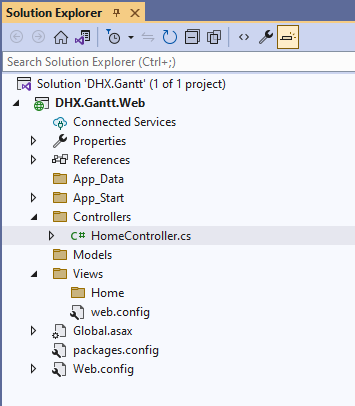 Solution Explorer
Search Solution Explorer (Ctrl+;)
Solution 'DHX.Gantt' (1 of 1 project)
DHX.Gantt.Web
Connected Services
Properties
References
App_Data
App_Start
Controllers
C# HomeController.cs
Models
Views
Home
web.config
Global.asax
packages.config
Web.config